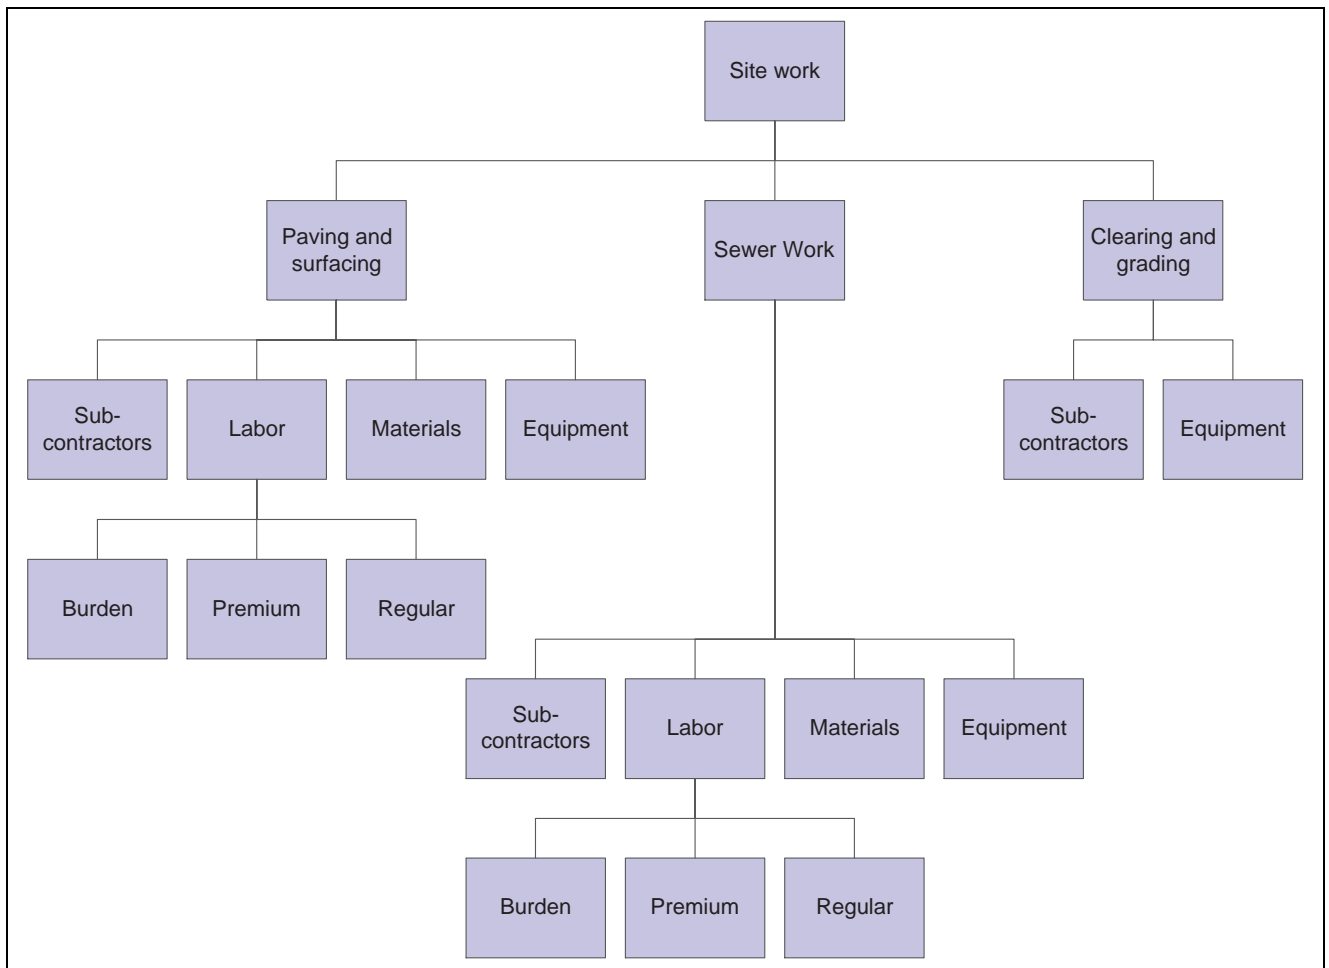 Site work
Paving and
surfacing
Sewer Work
Clearing and
grading
Sub-
contractors
Labor
Materials
Equipment
Sub-
contractors
Equipment
Burden
Premium
Regular
Sub-
contractors
Labor
Materials
Equipment
Burden
Premium
Regular